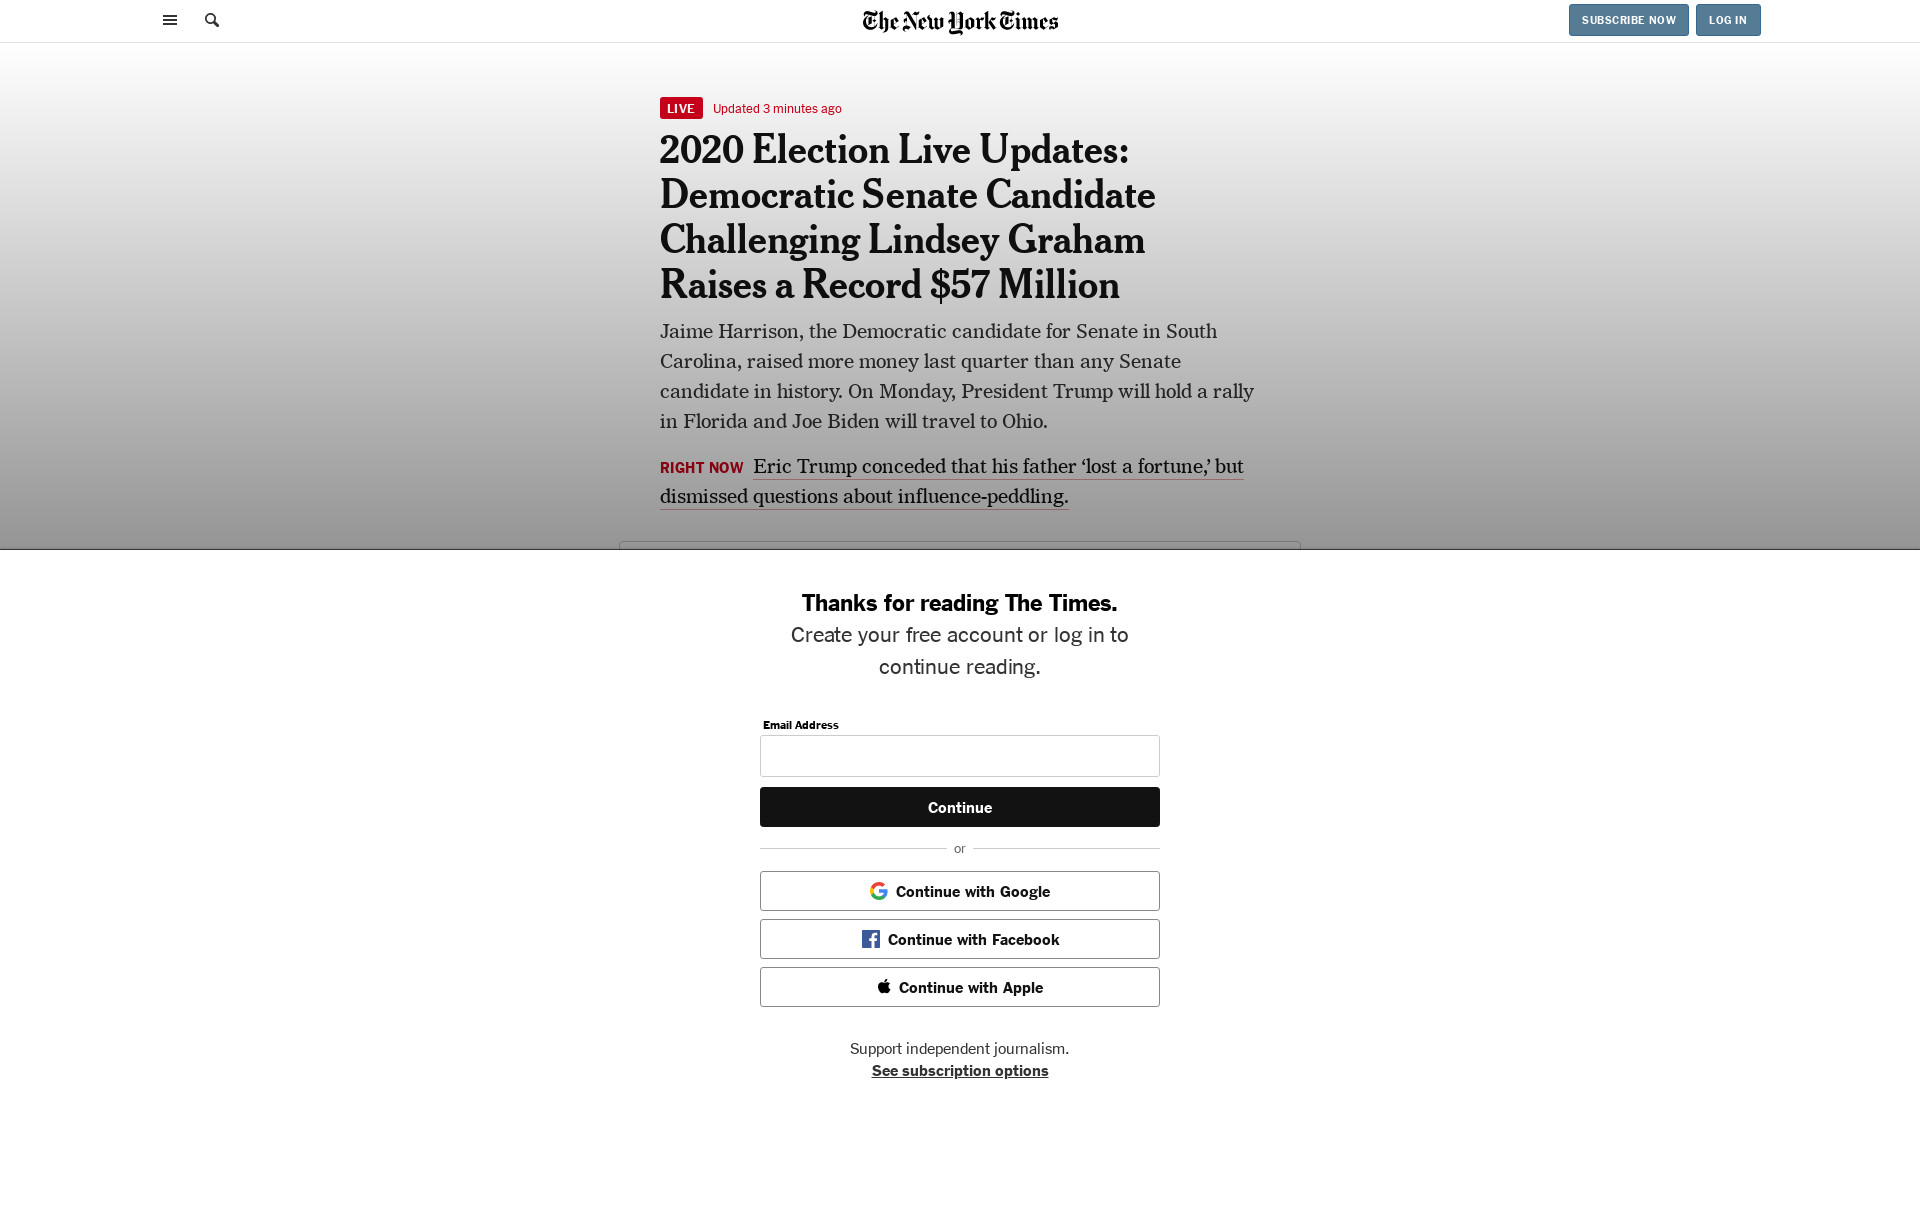 The New York Times
SUBSCRIBE NOW
LOG IN
LIVE Updated 3 minutes ago
2020 Election Live Updates:
Democratic Senate Candidate
Challenging Lindsey Graham
Raises a Record $57 Million
Jaime Harrison, the Democratic candidate for Senate in South
Carolina, raised more money last quarter than any Senate
candidate in history. On Monday, President Trump will hold a rally
in Florida and Joe Biden will travel to Ohio.
RIGHT NOW Eric Trump conceded that his father ‘lost a fortune,’ but
dismissed questions about influence-peddling.
Thanks for reading The Times.
Create your free account or log in to
continue reading.
Email Address
Continue
or
Continue with Google
Continue with Facebook
Continue with Apple
Support independent journalism.
See subscription options